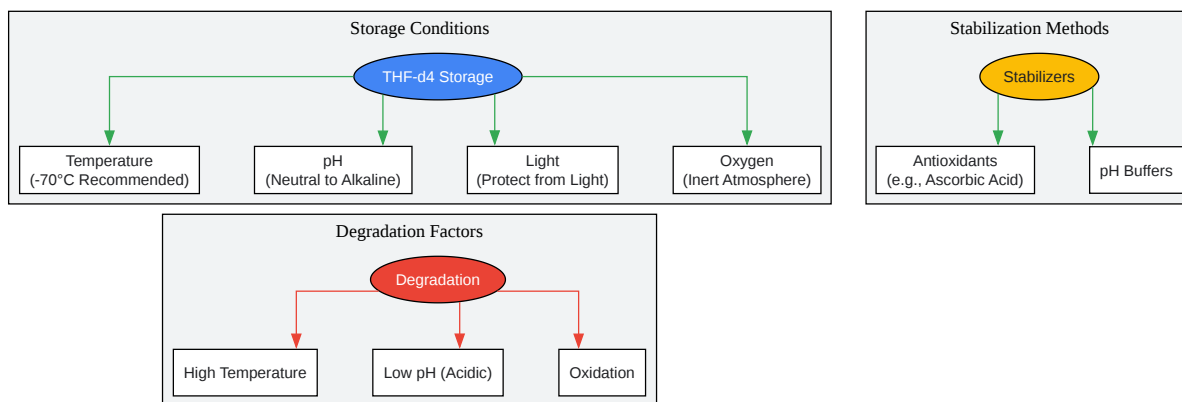 Storage Conditions
THF-d4 Storage
Temperature
(-70°C Recommended)
pH
(Neutral to Alkaline)
Light
(Protect from Light)
Oxygen
(Inert Atmosphere)
Stabilization Methods
Stabilizers
Antioxidants
(e.g., Ascorbic Acid)
pH Buffers
Degradation Factors
Degradation
High Temperature
Low pH (Acidic)
Oxidation